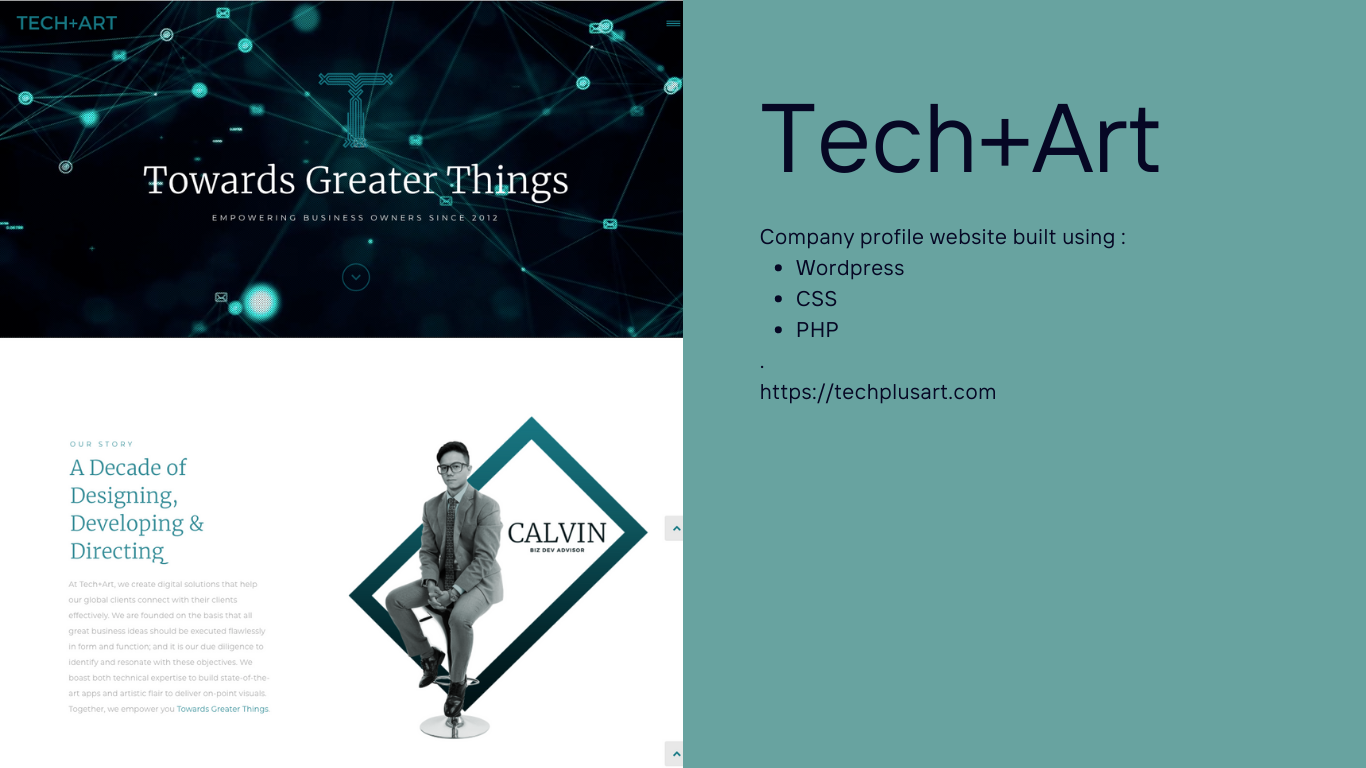 TECH+ART
Towards Greater Things
EMPOWERING BUSINESS OWNERS SINCE 2012
OUR STORY
A Decade of
Designing,
Developing &
Directing
At Tech+Art, we create digital solutions that help
our global clients connect with their clients
effectively. We are founded on the basis that all
great business ideas should be executed flawlessly
in form and function; and it is our due diligence to
identify and resonate with these objectives. We
boast both technical expertise to build state-of-the-
art apps and artistic flair to deliver on-point visuals.
Together, we empower you Towards Greater Things.
CALVIN
BIZ DEV ADVISOR
Tech+Art
Company profile website built using :
• Wordpress
• CSS
• PHP
.
https://techplusart.com